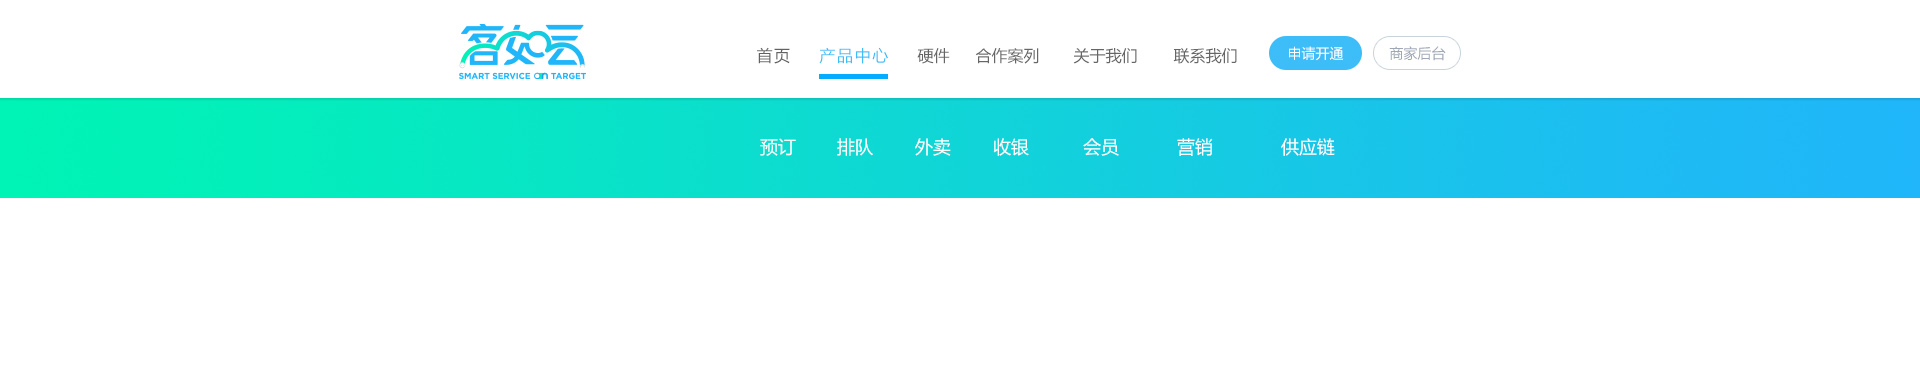 客如云
SMART SERVICE on TARGET
首页 产品中心 硬件 合作案列 关于我们 联系我们 申请开通 商家后台
预订 排队 外卖 收银 会员 营销 供应链